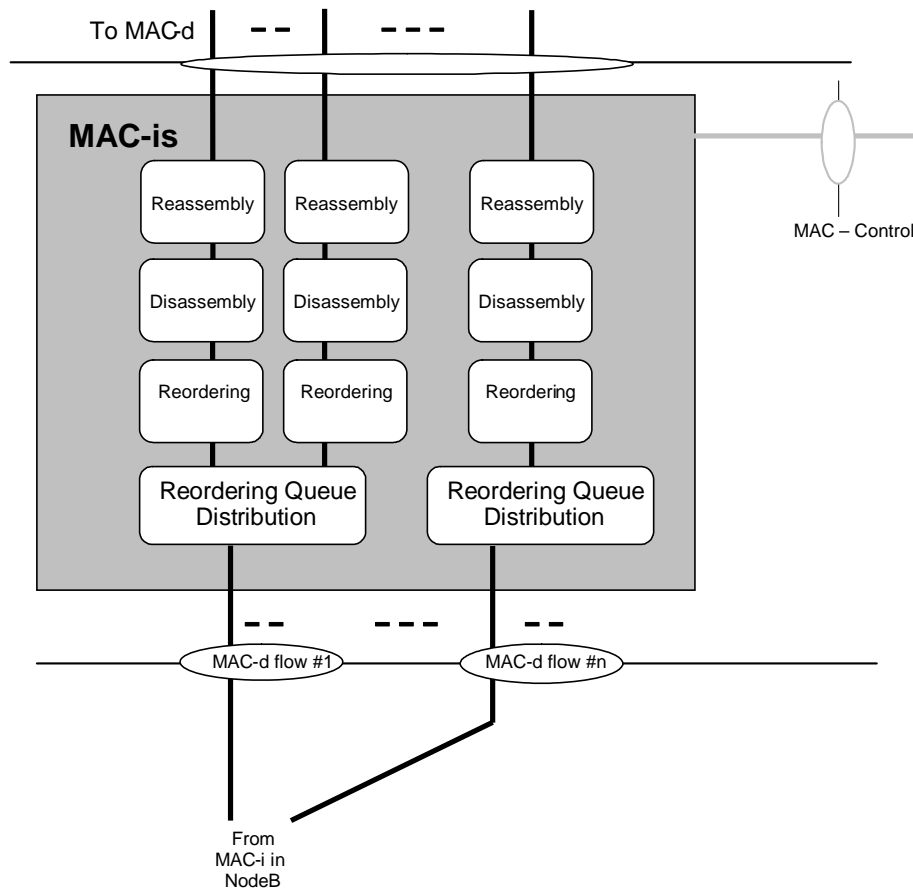 To MAC-d
MAC-is
MAC – Control
Reassembly
Reassembly
Reassembly
Disassembly
Disassembly
Disassembly
Reordering
Reordering
Reordering
Reordering Queue
Distribution
Reordering Queue
Distribution
MAC-d flow #1
MAC-d flow #n
From
MAC-i in
NodeB